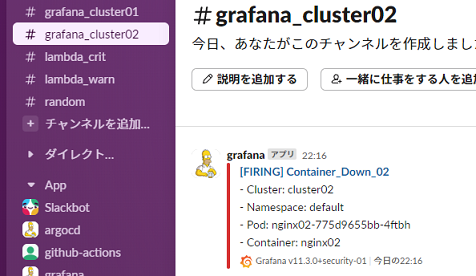 # grafana_cluster01
# grafana_cluster02
# lambda_crit
# lambda_warn
# random
+ チャンネルを追加...
ダイレクト...
App
Slackbot
argocd
github-actions
grafana
# grafana_cluster02
今日、あなたがこのチャンネルを作成しました
説明を追加する
一緒に仕事をする人を追
grafana アプリ 22:16
[FIRING] Container_Down_02
- Cluster: cluster02
- Namespace: default
- Pod: nginx02-775d9655bb-4ftbh
- Container: nginx02
Grafana v11.3.0+security-01 | 今日の22:16